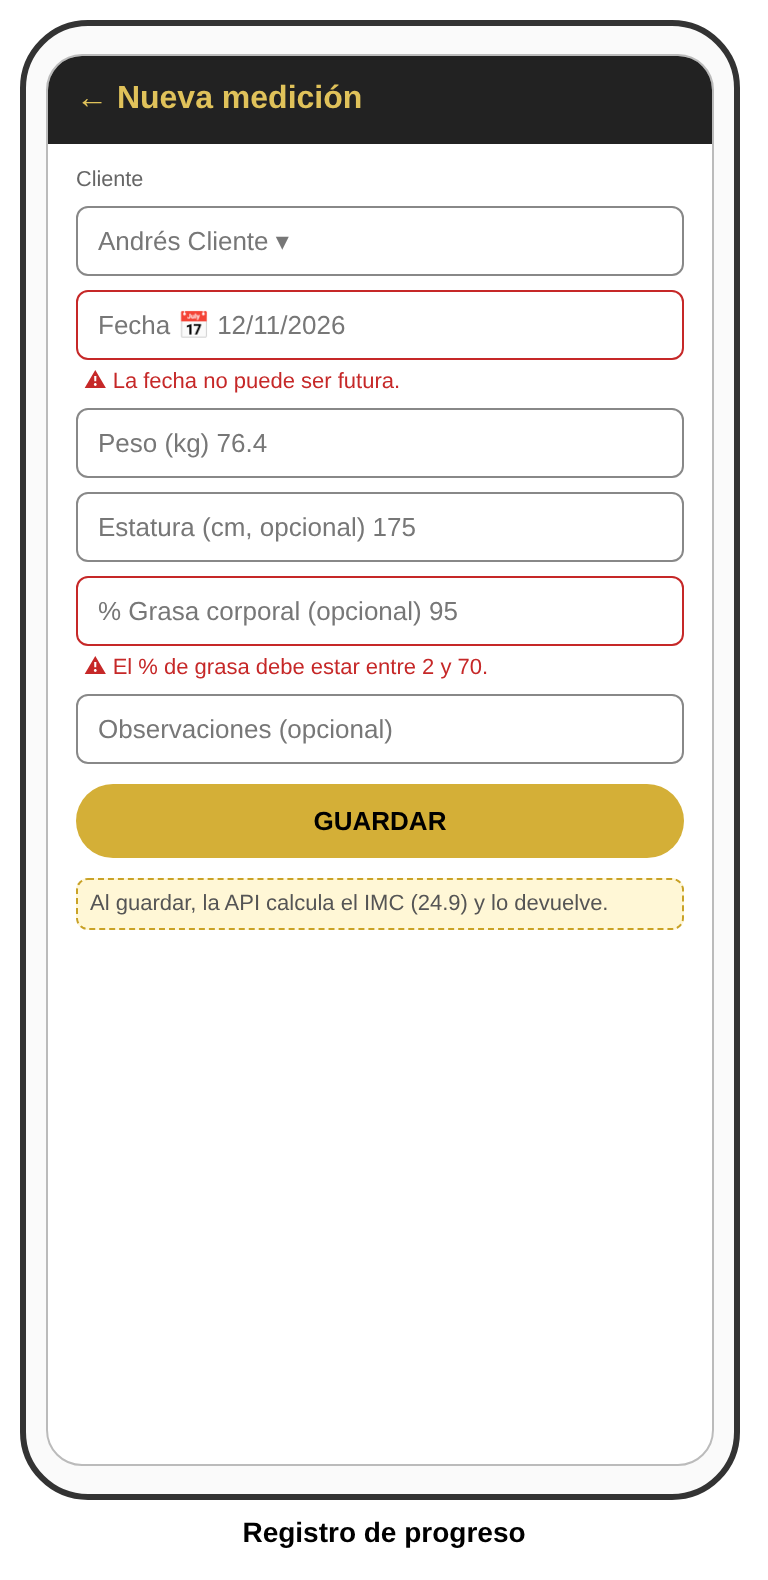 ← Nueva medición
Cliente
Andrés Cliente ▾
Fecha 📅 12/11/2026
⚠ La fecha no puede ser futura.
Peso (kg) 76.4
Estatura (cm, opcional) 175
% Grasa corporal (opcional) 95
⚠ El % de grasa debe estar entre 2 y 70.
Observaciones (opcional)
GUARDAR
Al guardar, la API calcula el IMC (24.9) y lo devuelve.
Registro de progreso